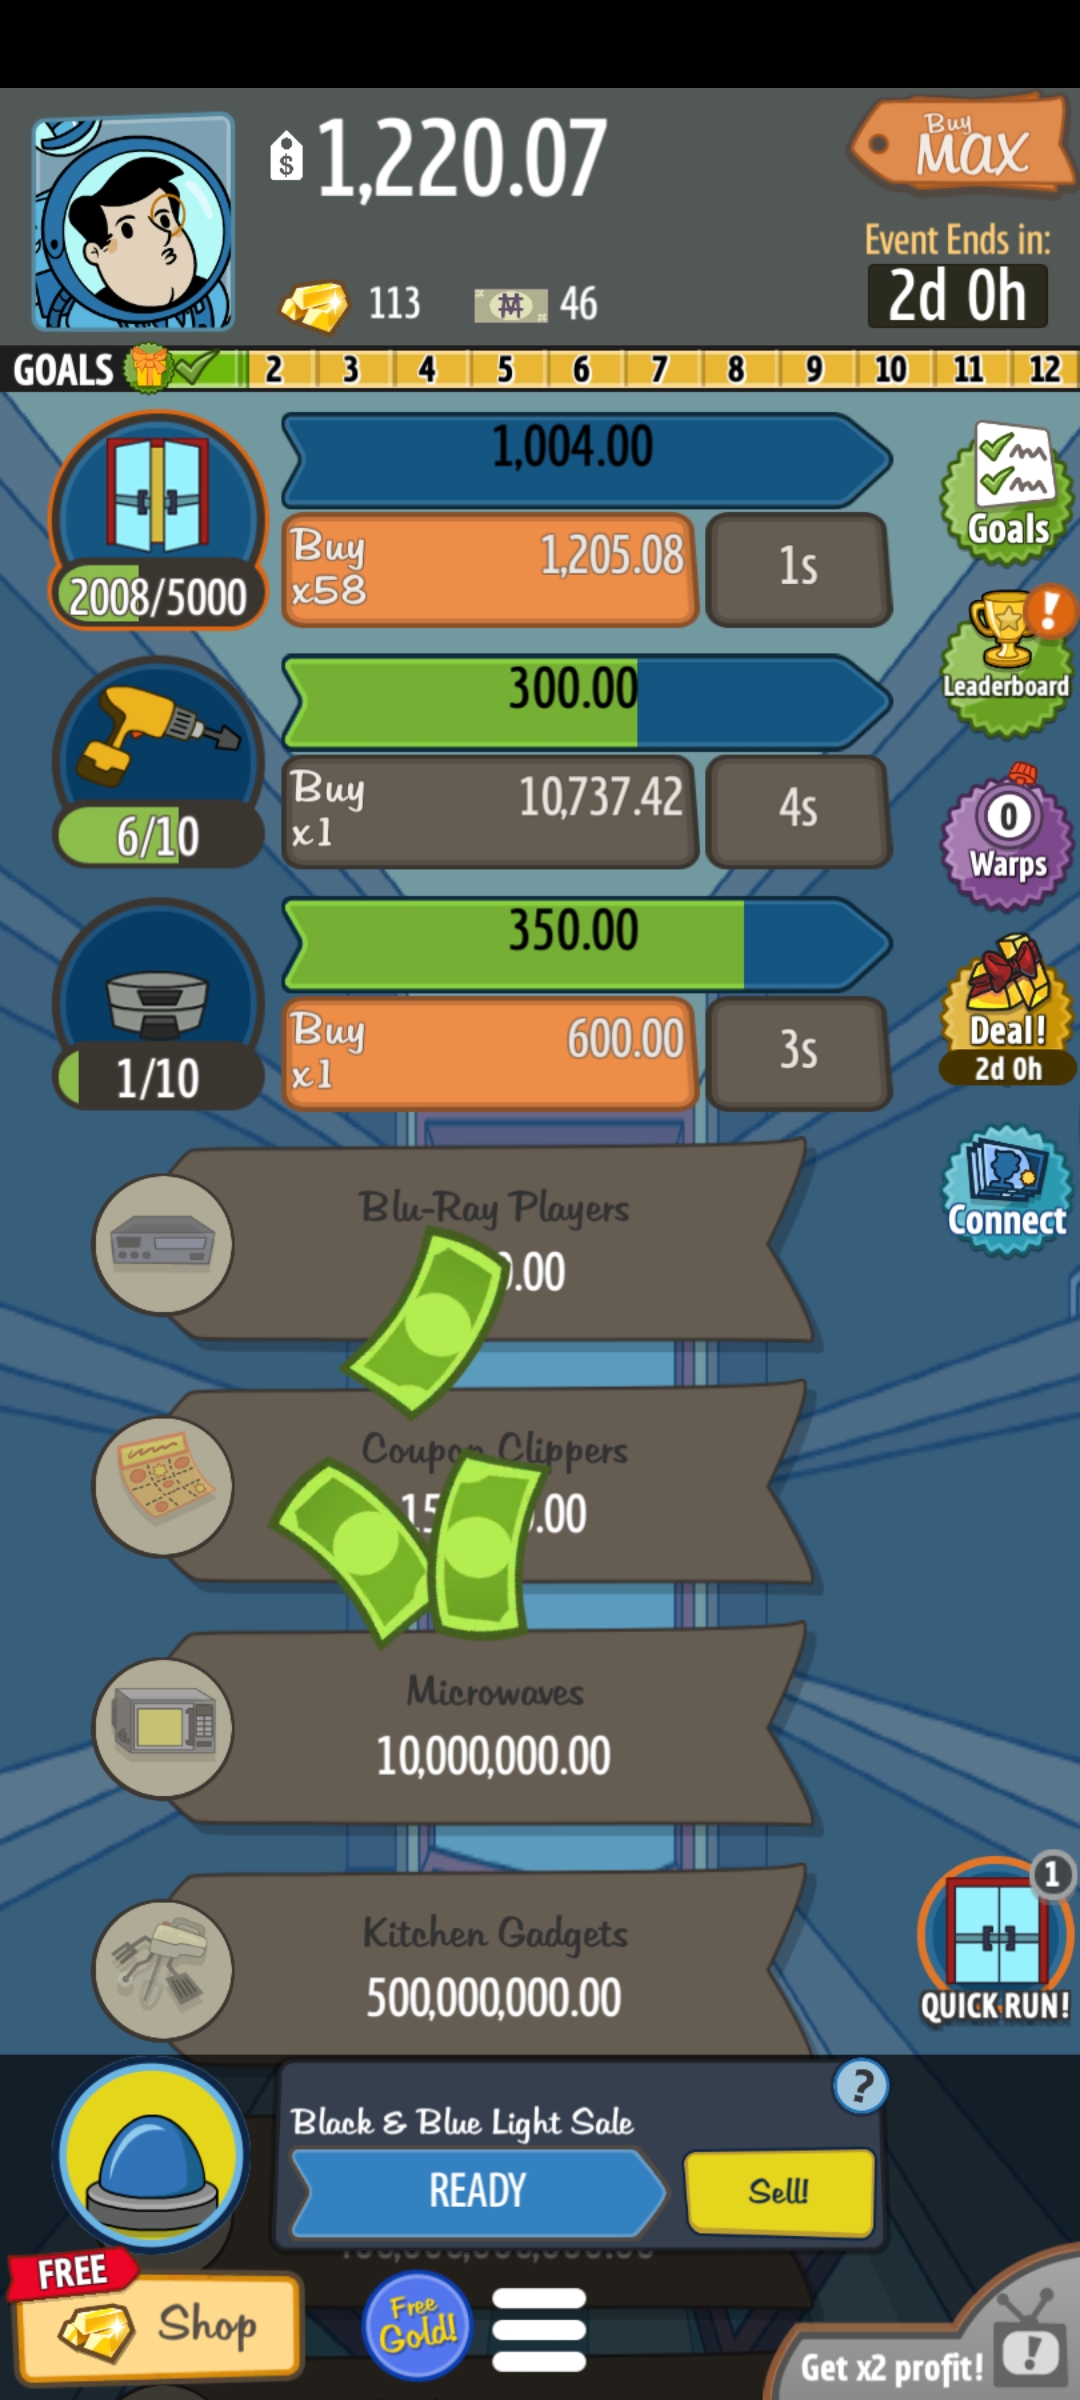 $ 1,220.07
Buy
MAX
113
46
Event Ends in:
2d 0h
GOALS 2 3 4 5 6 7 8 9 10 11 12
1,004.00
Buy
x58
1,205.08
1s
2008/5000
Goals
300.00
Buy
x1
10,737.42
4s
6/10
!
Leaderboard
350.00
Buy
x1
600.00
3s
1/10
0
Warps
Deal!
2d 0h
Connect
Blu-Ray Players
.00
Coupon Clippers
.00
Microwaves
10,000,000.00
Kitchen Gadgets
500,000,000.00
1
QUICK RUN!
?
Black & Blue Light Sale
READY
Sell!
FREE
Shop
Free
Gold!
Get x2 profit!
!